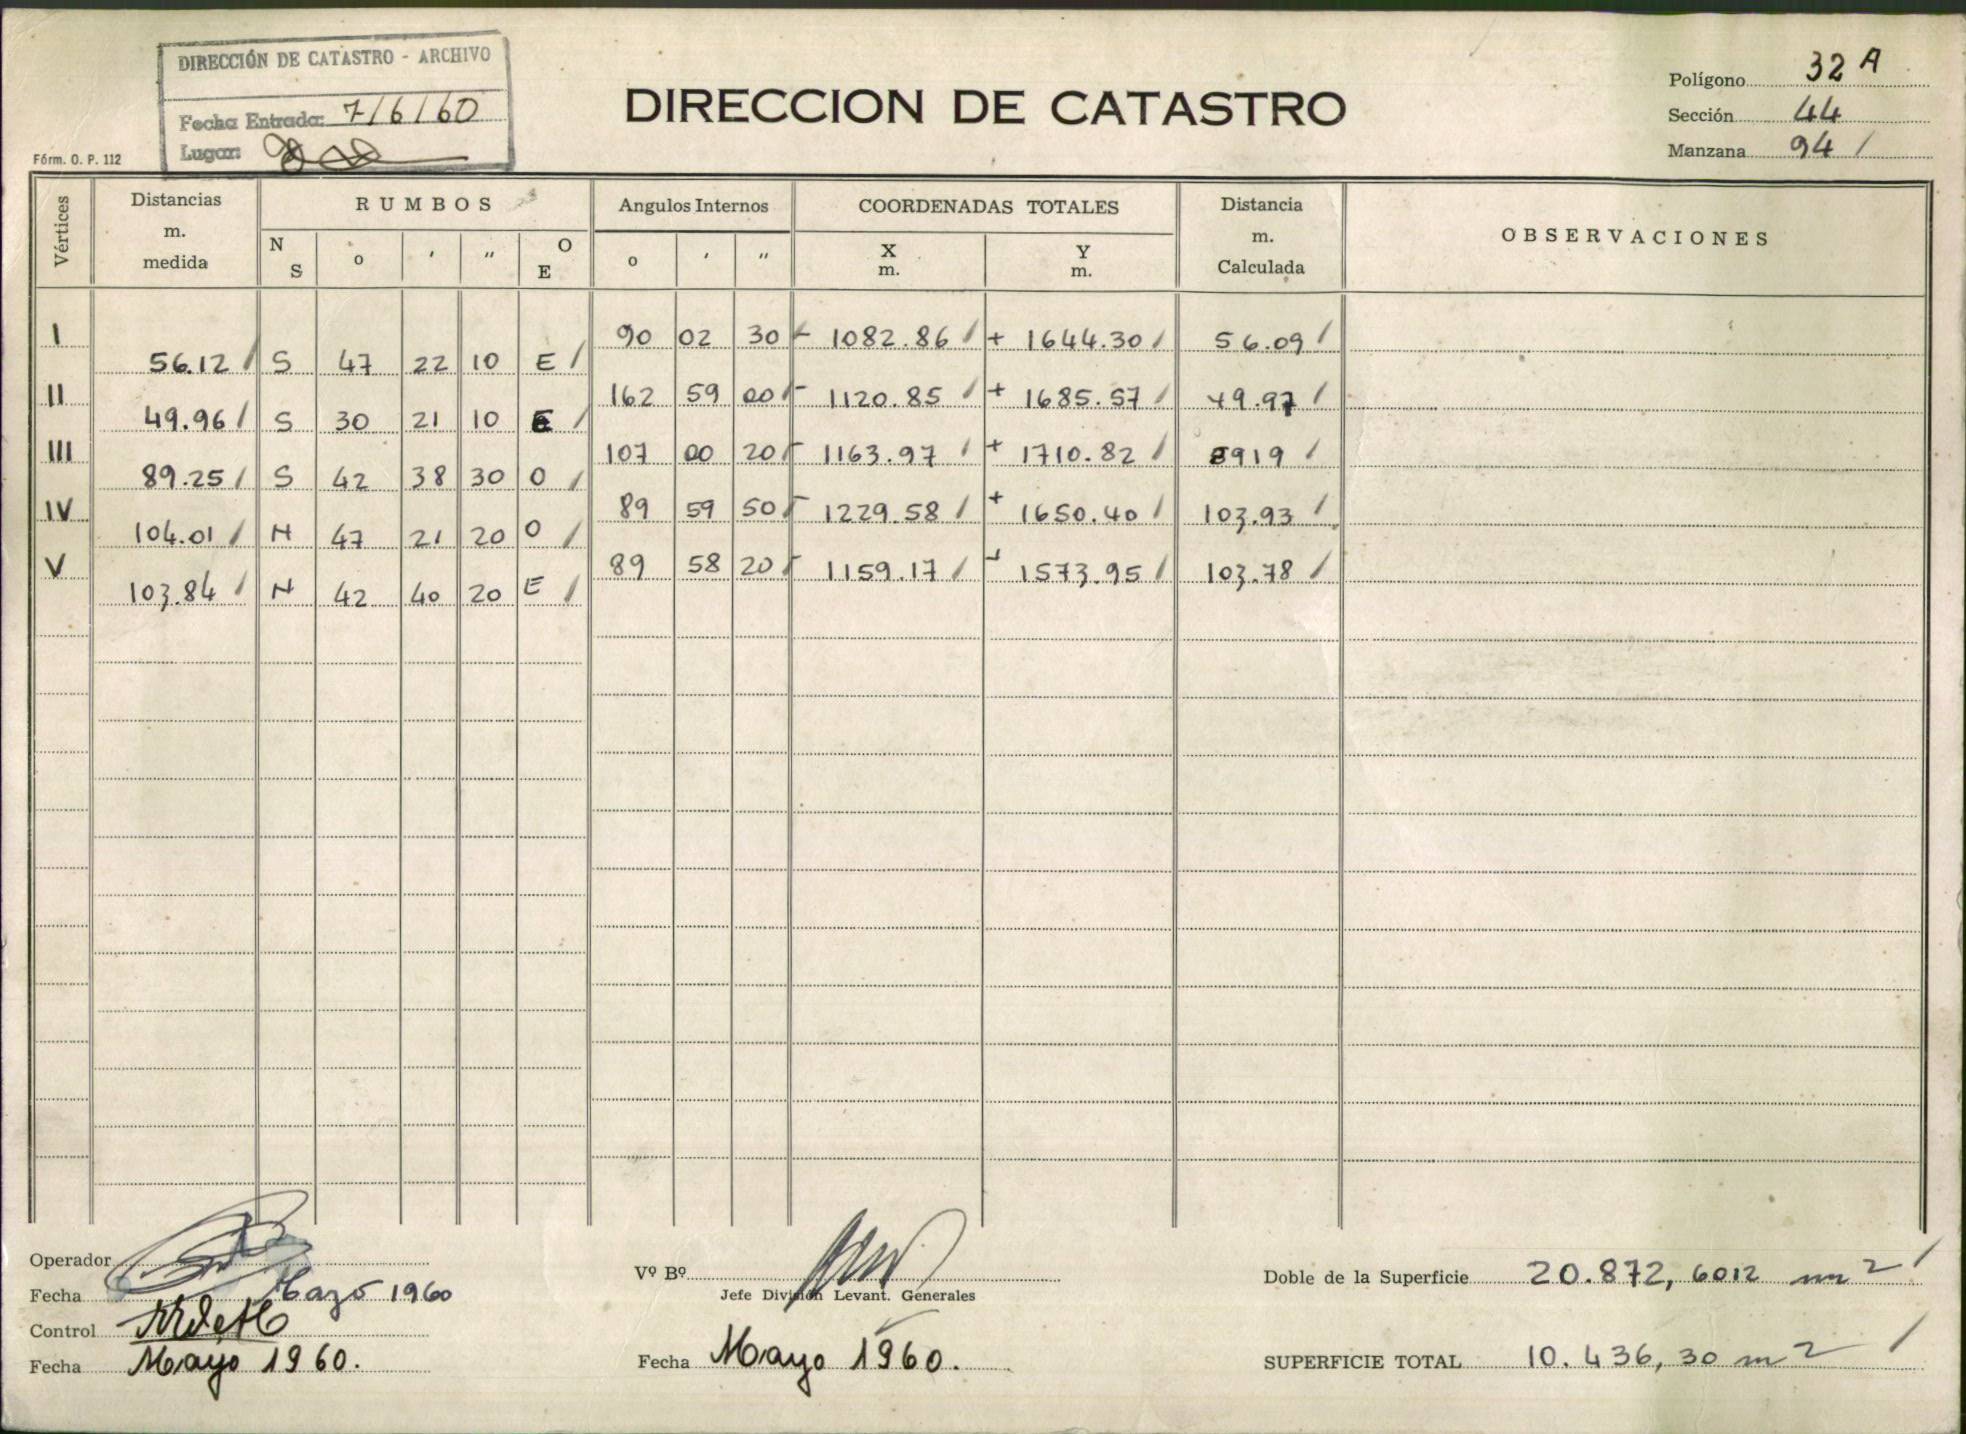 DIRECCIÓN DE CATASTRO - ARCHIVO
Fecha Entrada: 7/6/60
Lugar:
Fórm. O. P. 112
DIRECCION DE CATASTRO
Polígono 32 A
Sección 44
Manzana 94 /
Vértices
Distancias m. medida
RUMBOS
N S ° ' " O E
Angulos Internos
° ' "
COORDENADAS TOTALES
X m. Y m.
Distancia m. Calculada
OBSERVACIONES
I 90 02 30 - 1082.86 / + 1644.30 / 56.09 /
56.12 / S 47 22 10 E /
II 162 59 00 - 1120.85 / + 1685.57 / 49.97 /
49.96 / S 30 21 10 E /
III 107 00 20 - 1163.97 / + 1710.82 / 8919 /
89.25 / S 42 38 30 O /
IV 89 59 50 - 1229.58 / + 1650.40 / 103.93 /
104.01 / N 47 21 20 O /
V 89 58 20 - 1159.17 / + 1573.95 / 103.78 /
103.84 / N 42 40 20 E /
Operador
Fecha Mayo 1960
Control
Fecha Mayo 1960.
Vº Bº
Jefe División Levant. Generales
Fecha Mayo 1960.
Doble de la Superficie 20.872, 6012 m2 /
SUPERFICIE TOTAL 10.436, 30 m2 /